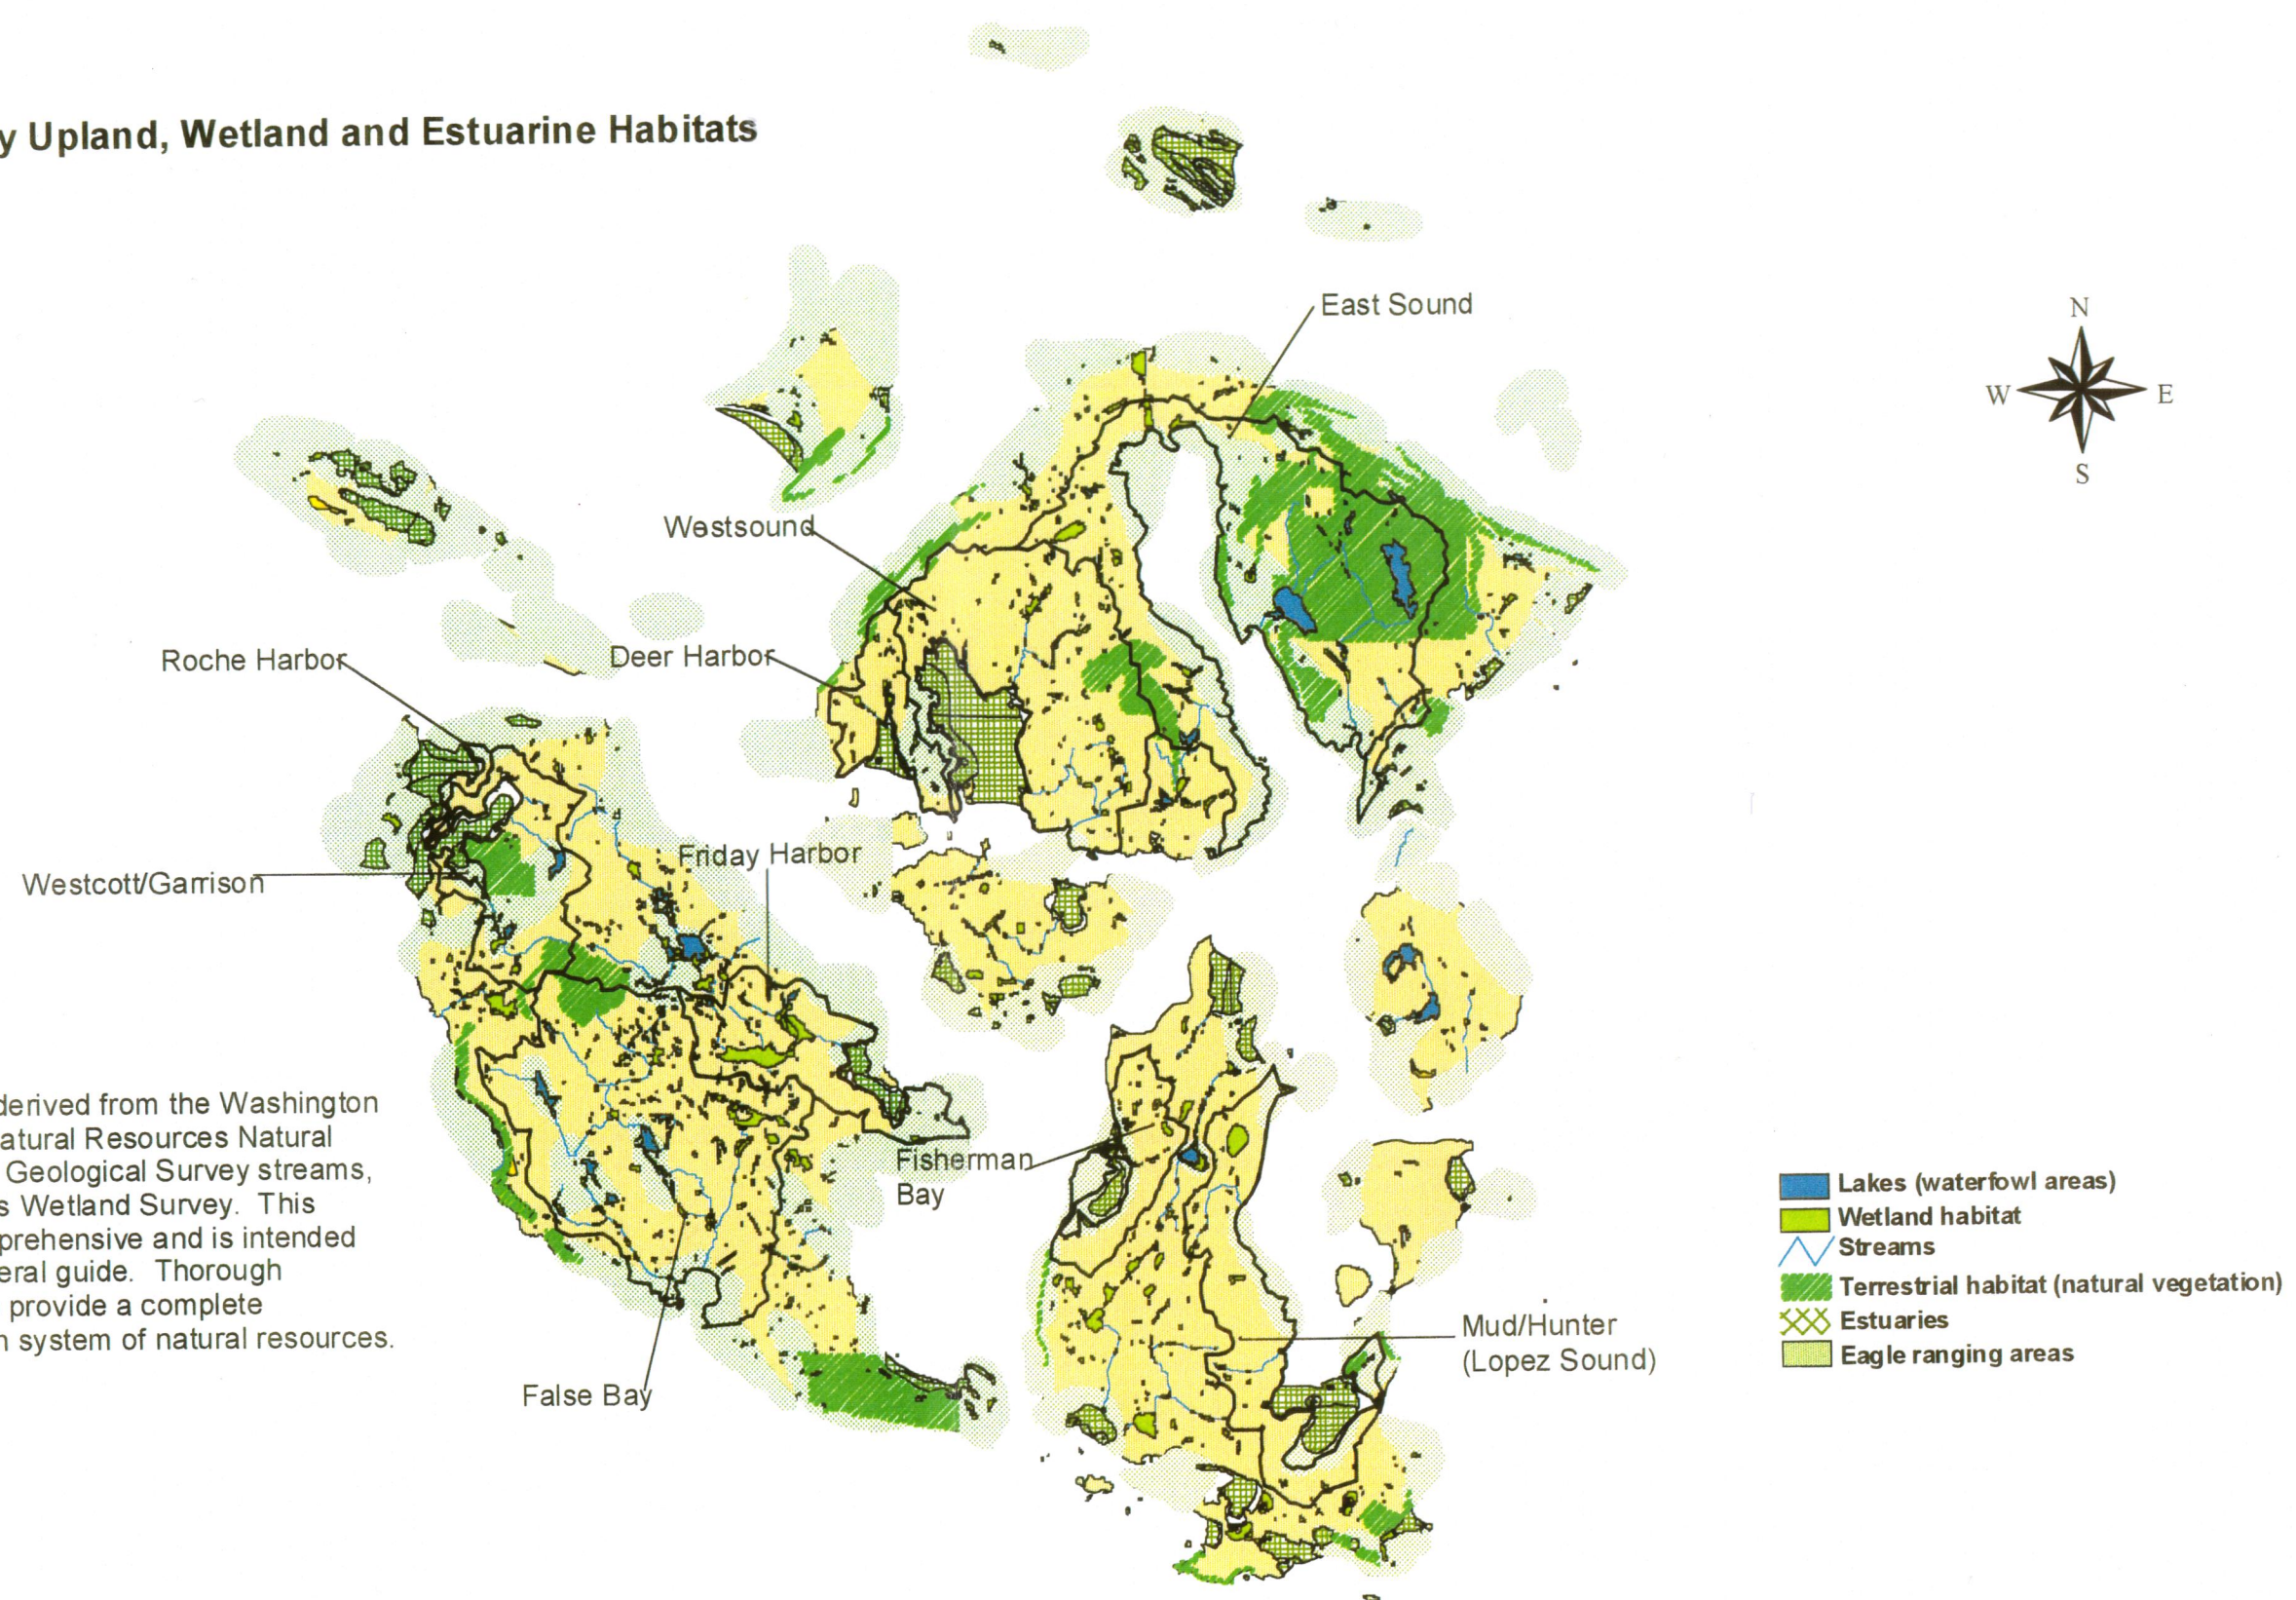 y Upland, Wetland and Estuarine Habitats
East Sound
N
W E
S
Westsound
Deer Harbor
Roche Harbor
Westcott/Garrison
Friday Harbor
derived from the Washington
atural Resources Natural
Geological Survey streams,
s Wetland Survey. This
prehensive and is intended
eral guide. Thorough
provide a complete
n system of natural resources.
Fisherman
Bay
False Bay
Mud/Hunter
(Lopez Sound)
Lakes (waterfowl areas)
Wetland habitat
Streams
Terrestrial habitat (natural vegetation)
Estuaries
Eagle ranging areas